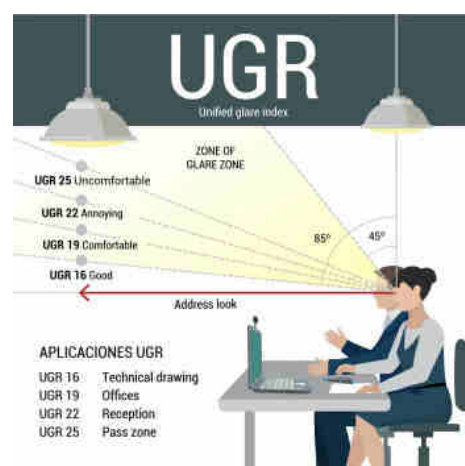 UGR
Unified glare index
ZONE OF
GLARE ZONE
UGR 25 Uncomfortable
UGR 22 Annoying
85º
45º
UGR 19 Comfortable
UGR 16 Good
Address look
APLICACIONES UGR
UGR 16 Technical drawing
UGR 19 Offices
UGR 22 Reception
UGR 25 Pass zone